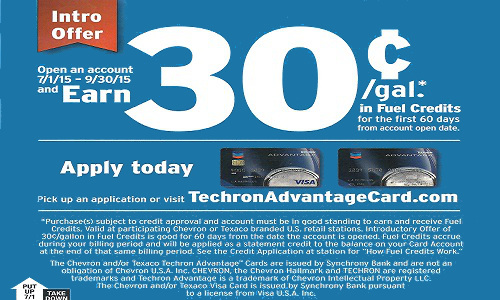 Intro
Offer
Open an account
7/1/15 – 9/30/15
and Earn
30¢
/gal.*
in Fuel Credits
for the first 60 days
from account open date.
Apply today
ADVANTAGE
VISA
ADVANTAGE
Pick up an application or visit TechronAdvantageCard.com
*Purchase(s) subject to credit approval and account must be in good standing to earn and receive Fuel
Credits. Valid at participating Chevron or Texaco branded U.S. retail stations. Introductory Offer of
30¢/gallon in Fuel Credits is good for 60 days from the date the account is opened. Fuel Credits accrue
during your billing period and will be applied as a statement credit to the balance on your Card Account
at the end of that same billing period. See the Credit Application at station for "How Fuel Credits Work."
The Chevron and/or Texaco Techron Advantage™ Cards are issued by Synchrony Bank and are not an
obligation of Chevron U.S.A. Inc. CHEVRON, the Chevron Hallmark and TECHRON are registered
trademarks and Techron Advantage is a trademark of Chevron Intellectual Property LLC.
The Chevron and/or Texaco Visa Card is issued by Synchrony Bank pursuant
to a license from Visa U.S.A. Inc.
PUT
UP
7/1
TAKE
DOWN